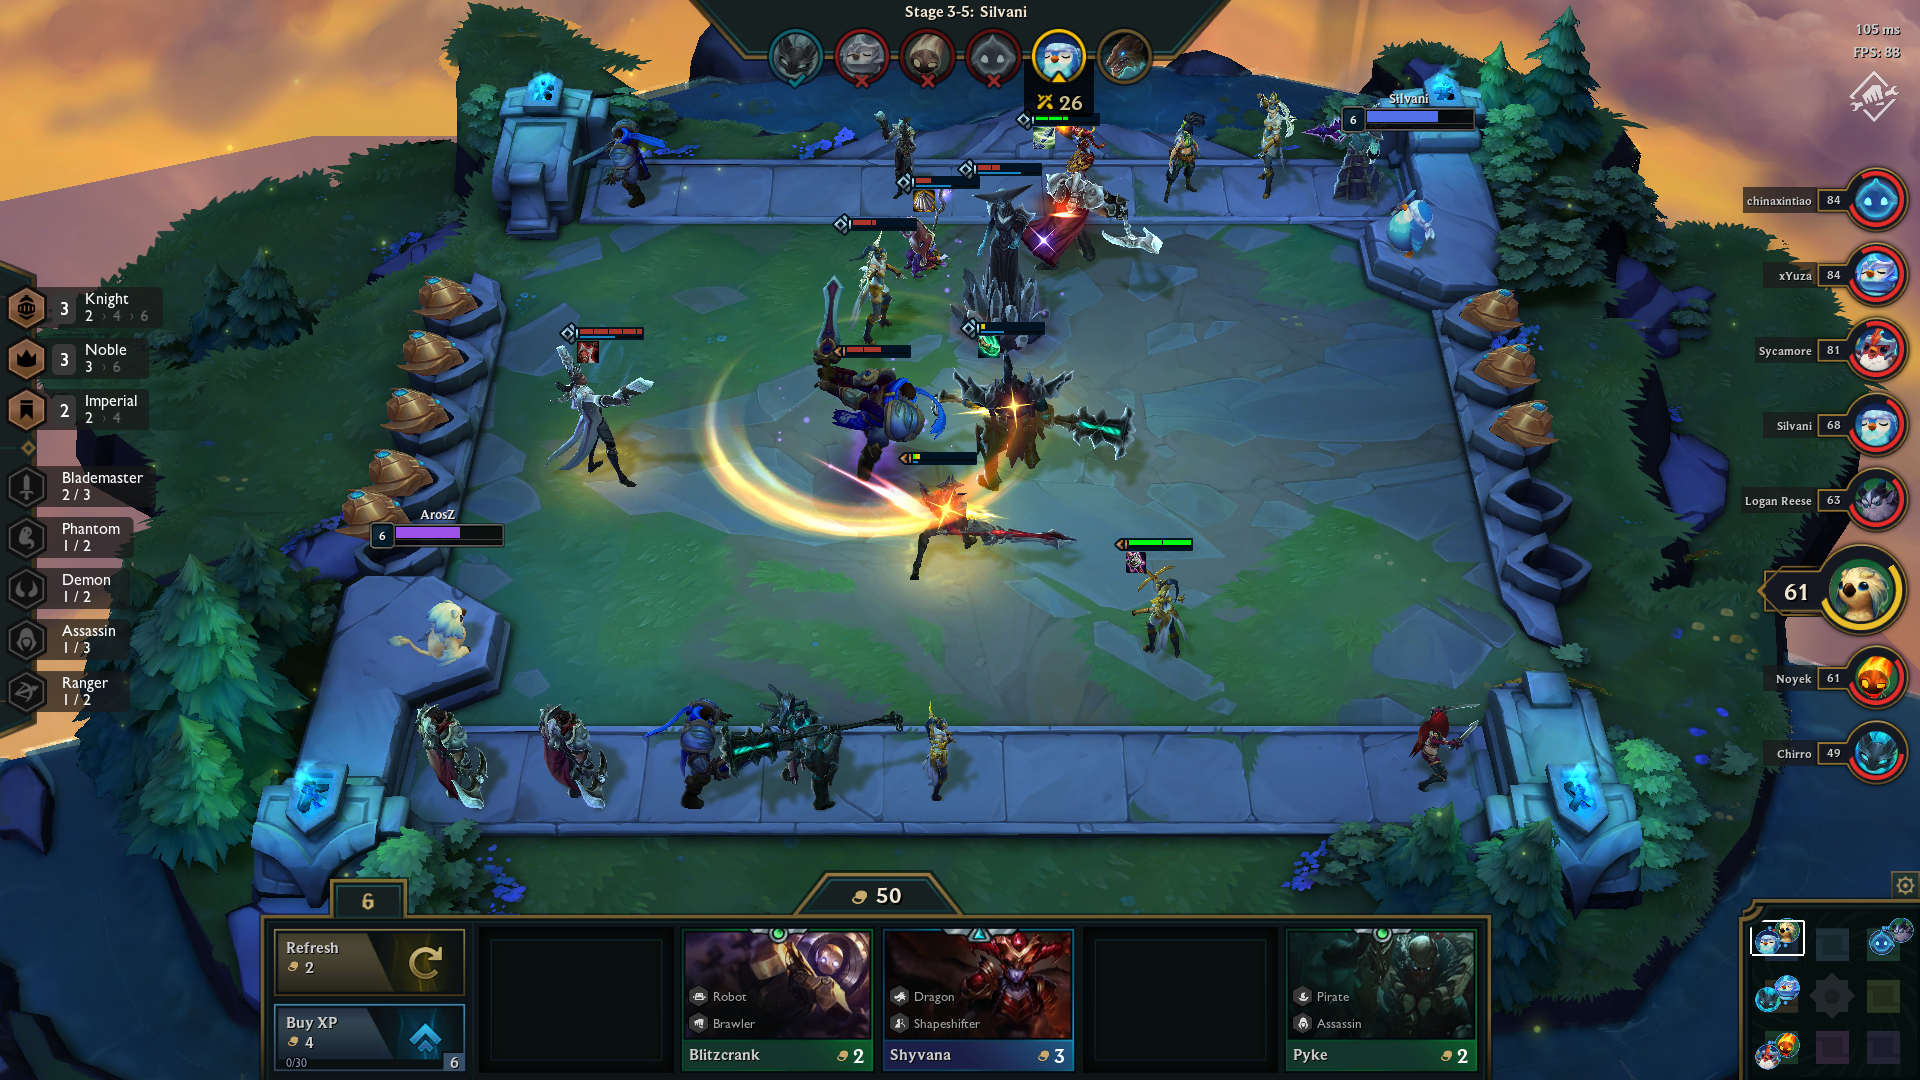 Stage 3-5: Silvani
105 ms
FPS: 88
26
Silvani
6
chinaxintiao 84
xYuza 84
Sycamore 81
Silvani 68
Logan Reese 63
61
Noyek 61
Chirro 49
3 Knight
2 › 4 › 6
3 Noble
3 › 6
2 Imperial
2 › 4
Blademaster
2 / 3
Phantom
1 / 2
Demon
1 / 2
Assassin
1 / 3
Ranger
1 / 2
ArosZ
6
6
50
Refresh
2
Buy XP
4
0/30
6
Robot
Brawler
Blitzcrank 2
Dragon
Shapeshifter
Shyvana 3
Pirate
Assassin
Pyke 2